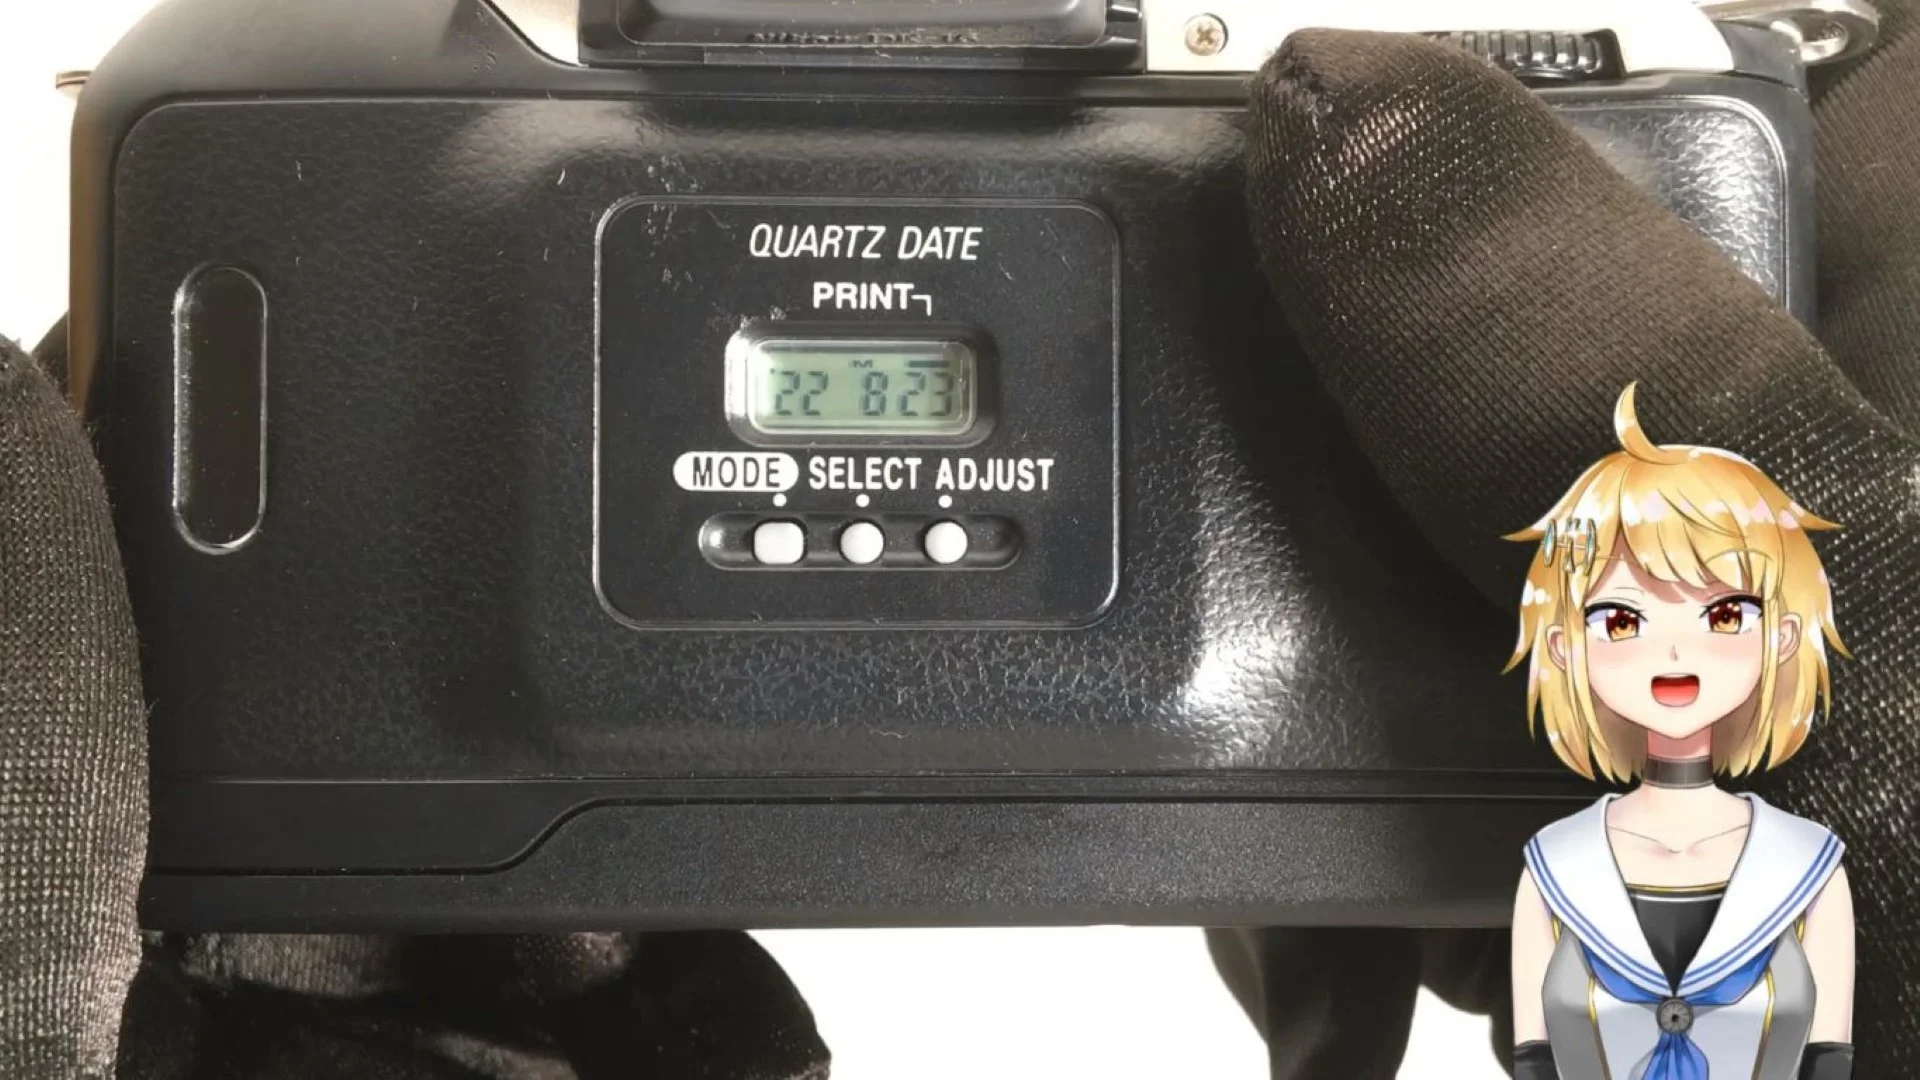 QUARTZ DATE
PRINT
'22 M 8 23
MODE SELECT ADJUST